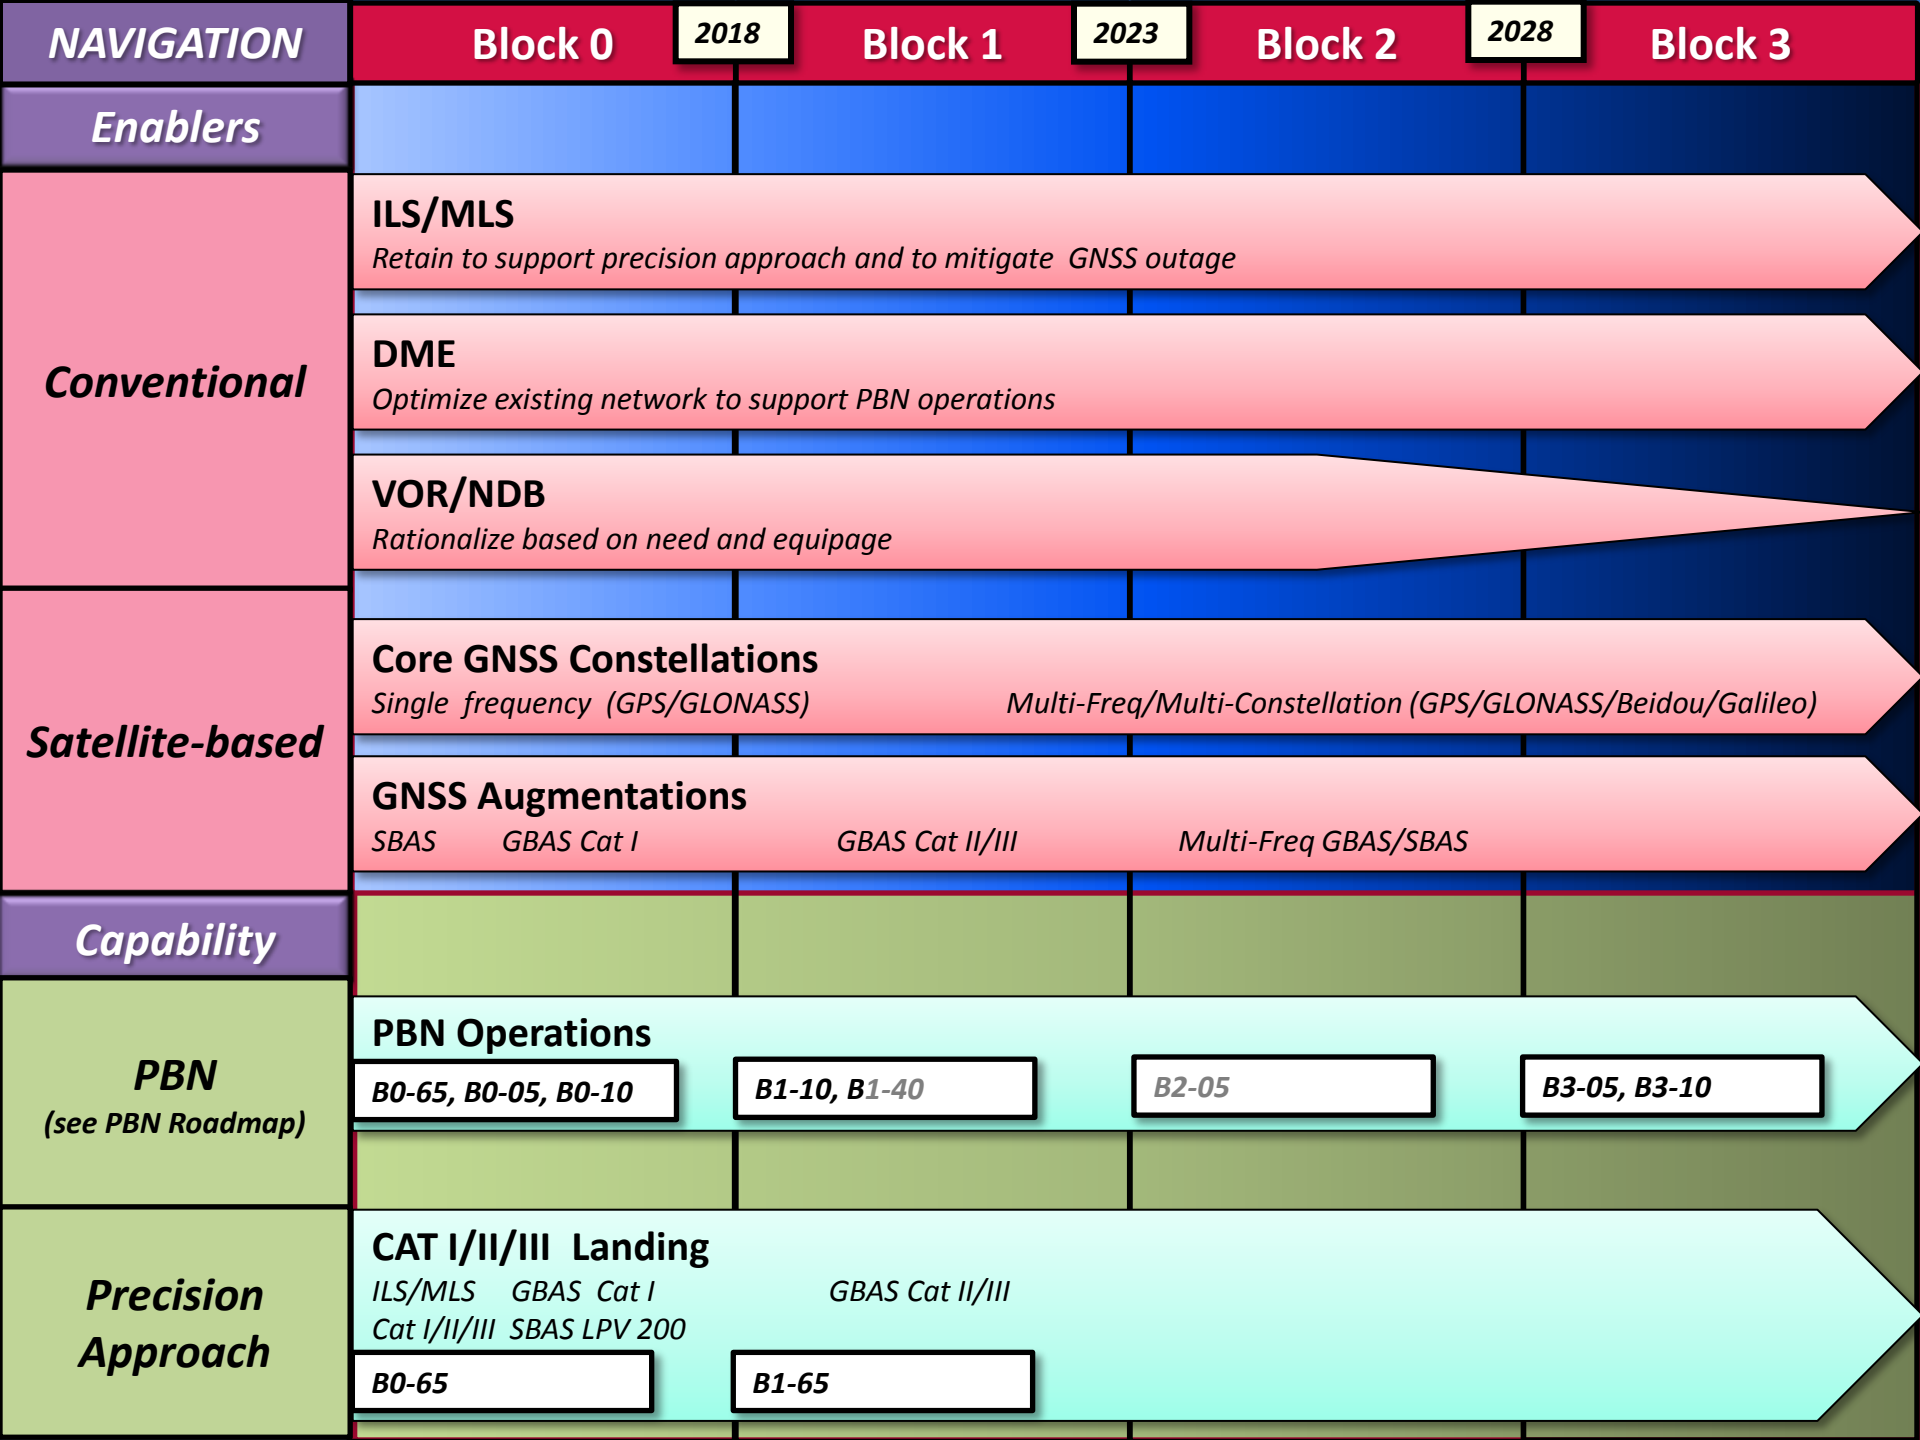 NAVIGATION
Block 0
2018
Block 1
2023
Block 2
2028
Block 3
Enablers
Conventional
ILS/MLS
Retain to support precision approach and to mitigate GNSS outage
DME
Optimize existing network to support PBN operations
VOR/NDB
Rationalize based on need and equipage
Satellite-based
Core GNSS Constellations
Single frequency (GPS/GLONASS)
Multi-Freq/Multi-Constellation (GPS/GLONASS/Beidou/Galileo)
GNSS Augmentations
SBAS
GBAS Cat I
GBAS Cat II/III
Multi-Freq GBAS/SBAS
Capability
PBN
(see PBN Roadmap)
PBN Operations
B0-65, B0-05, B0-10
B1-10, B1-40
B2-05
B3-05, B3-10
Precision
Approach
CAT I/II/III Landing
ILS/MLS GBAS Cat I
GBAS Cat II/III
Cat I/II/III SBAS LPV 200
B0-65
B1-65